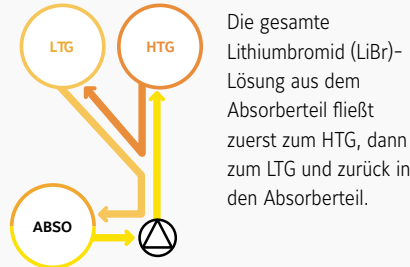 LTG
HTG
ABSO
Die gesamte
Lithiumbromid (LiBr)-
Lösung aus dem
Absorberteil fließt
zuerst zum HTG, dann
zum LTG und zurück in
den Absorberteil.